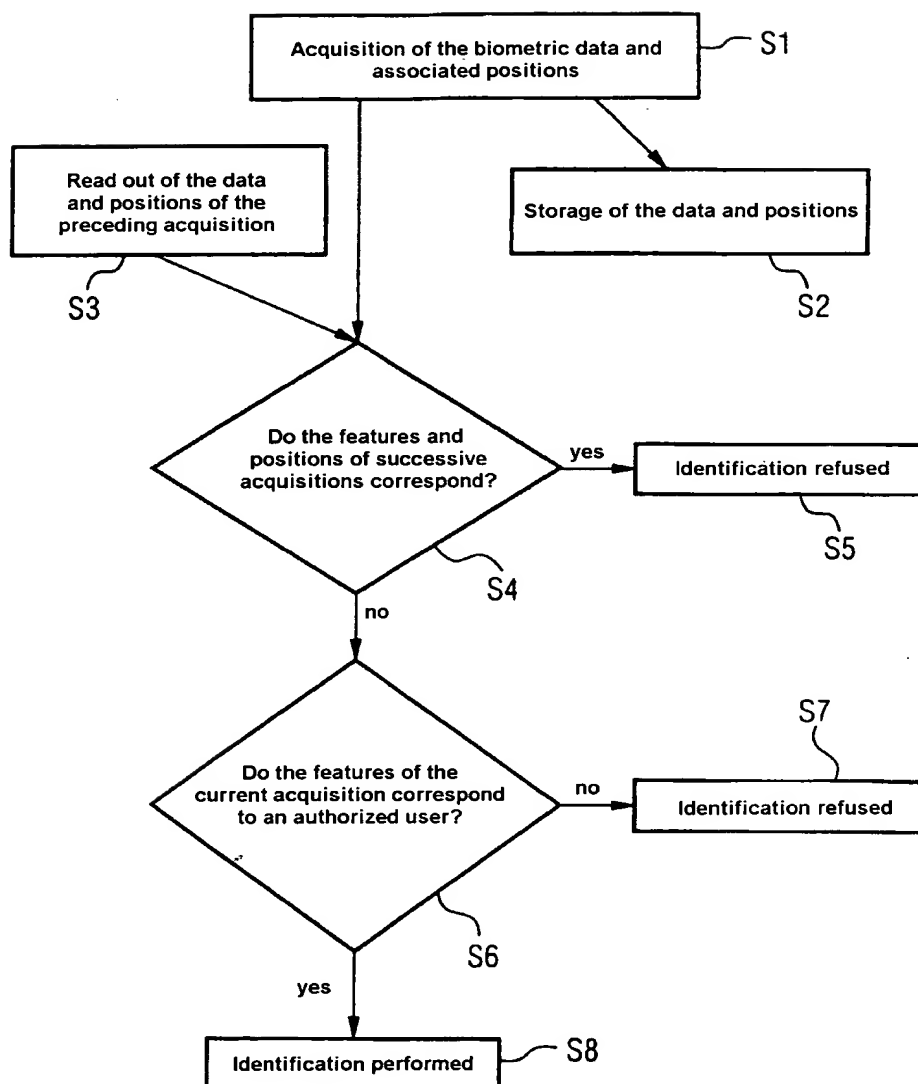 Acquisition of the biometric data and
associated positions
S1
Read out of the data
and positions of the
preceding acquisition
S3
Storage of the data and positions
S2
Do the features and
positions of successive
acquisitions correspond?
S4
yes
Identification refused
S5
no
Do the features of the
current acquisition correspond
to an authorized user?
S6
no
Identification refused
S7
yes
Identification performed
S8